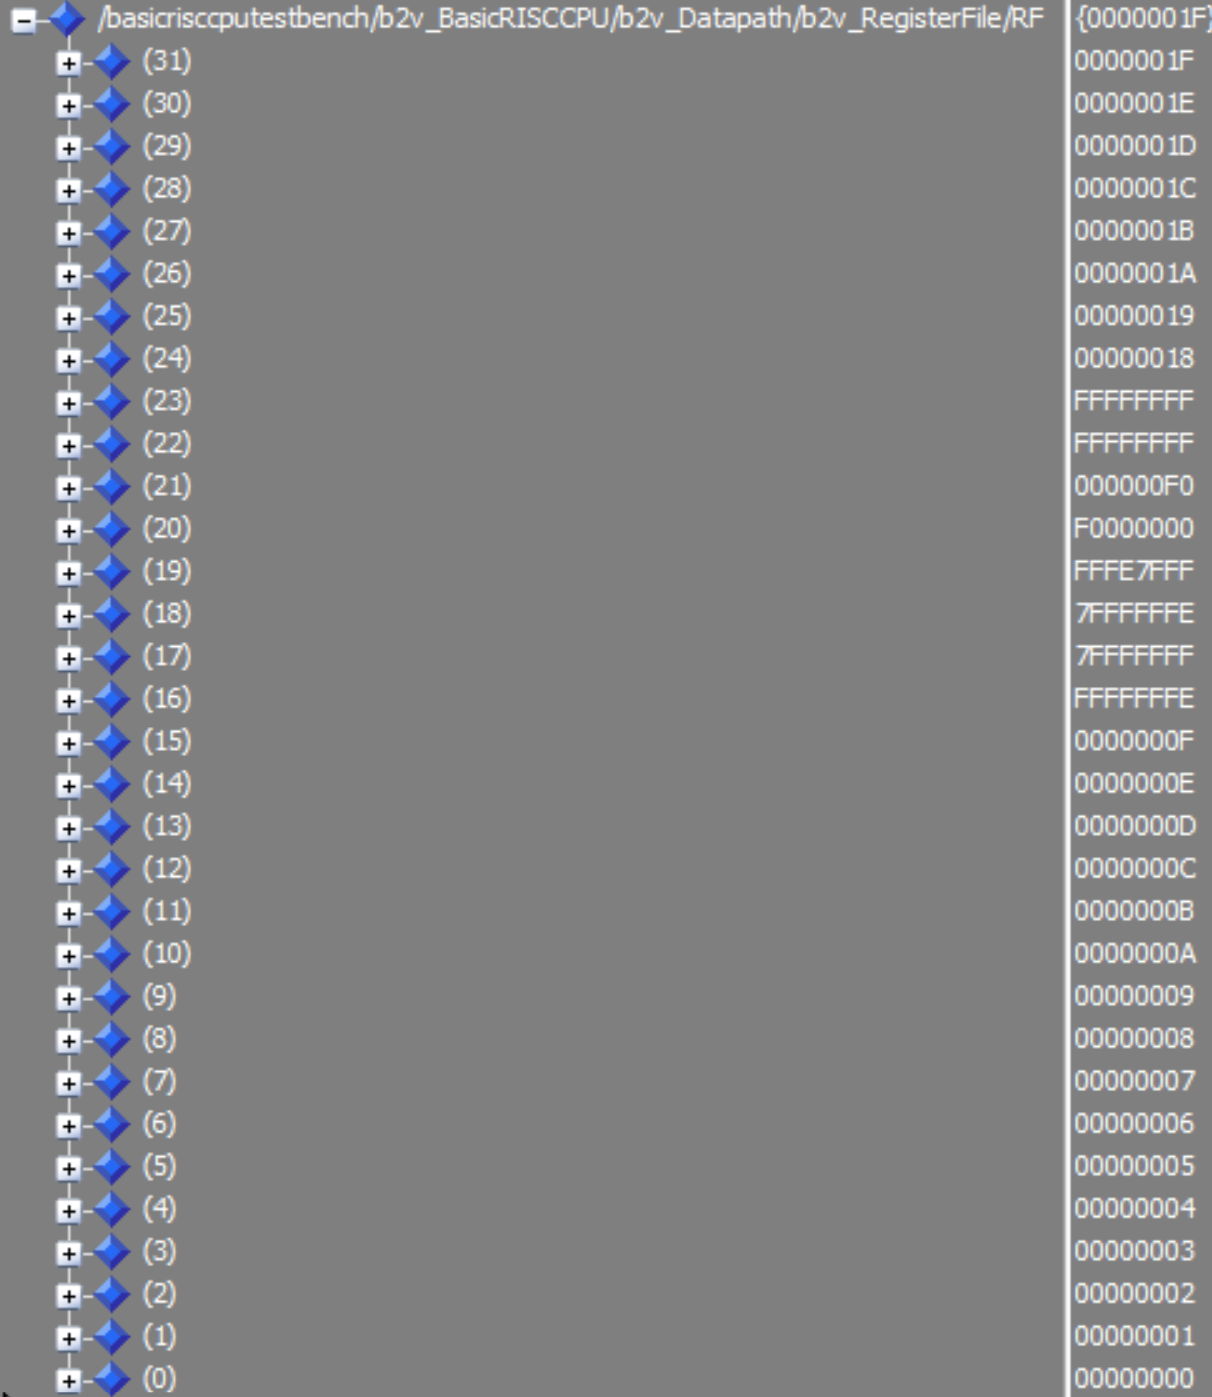 /basicrisccputestbench/b2v_BasicRISCCPU/b2v_Datapath/b2v_RegisterFile/RF {0000001F}
(31) 0000001F
(30) 0000001E
(29) 0000001D
(28) 0000001C
(27) 0000001B
(26) 0000001A
(25) 00000019
(24) 00000018
(23) FFFFFFFF
(22) FFFFFFFF
(21) 000000F0
(20) F0000000
(19) FFFE7FFF
(18) 7FFFFFFE
(17) 7FFFFFFF
(16) FFFFFFFE
(15) 0000000F
(14) 0000000E
(13) 0000000D
(12) 0000000C
(11) 0000000B
(10) 0000000A
(9) 00000009
(8) 00000008
(7) 00000007
(6) 00000006
(5) 00000005
(4) 00000004
(3) 00000003
(2) 00000002
(1) 00000001
(0) 00000000